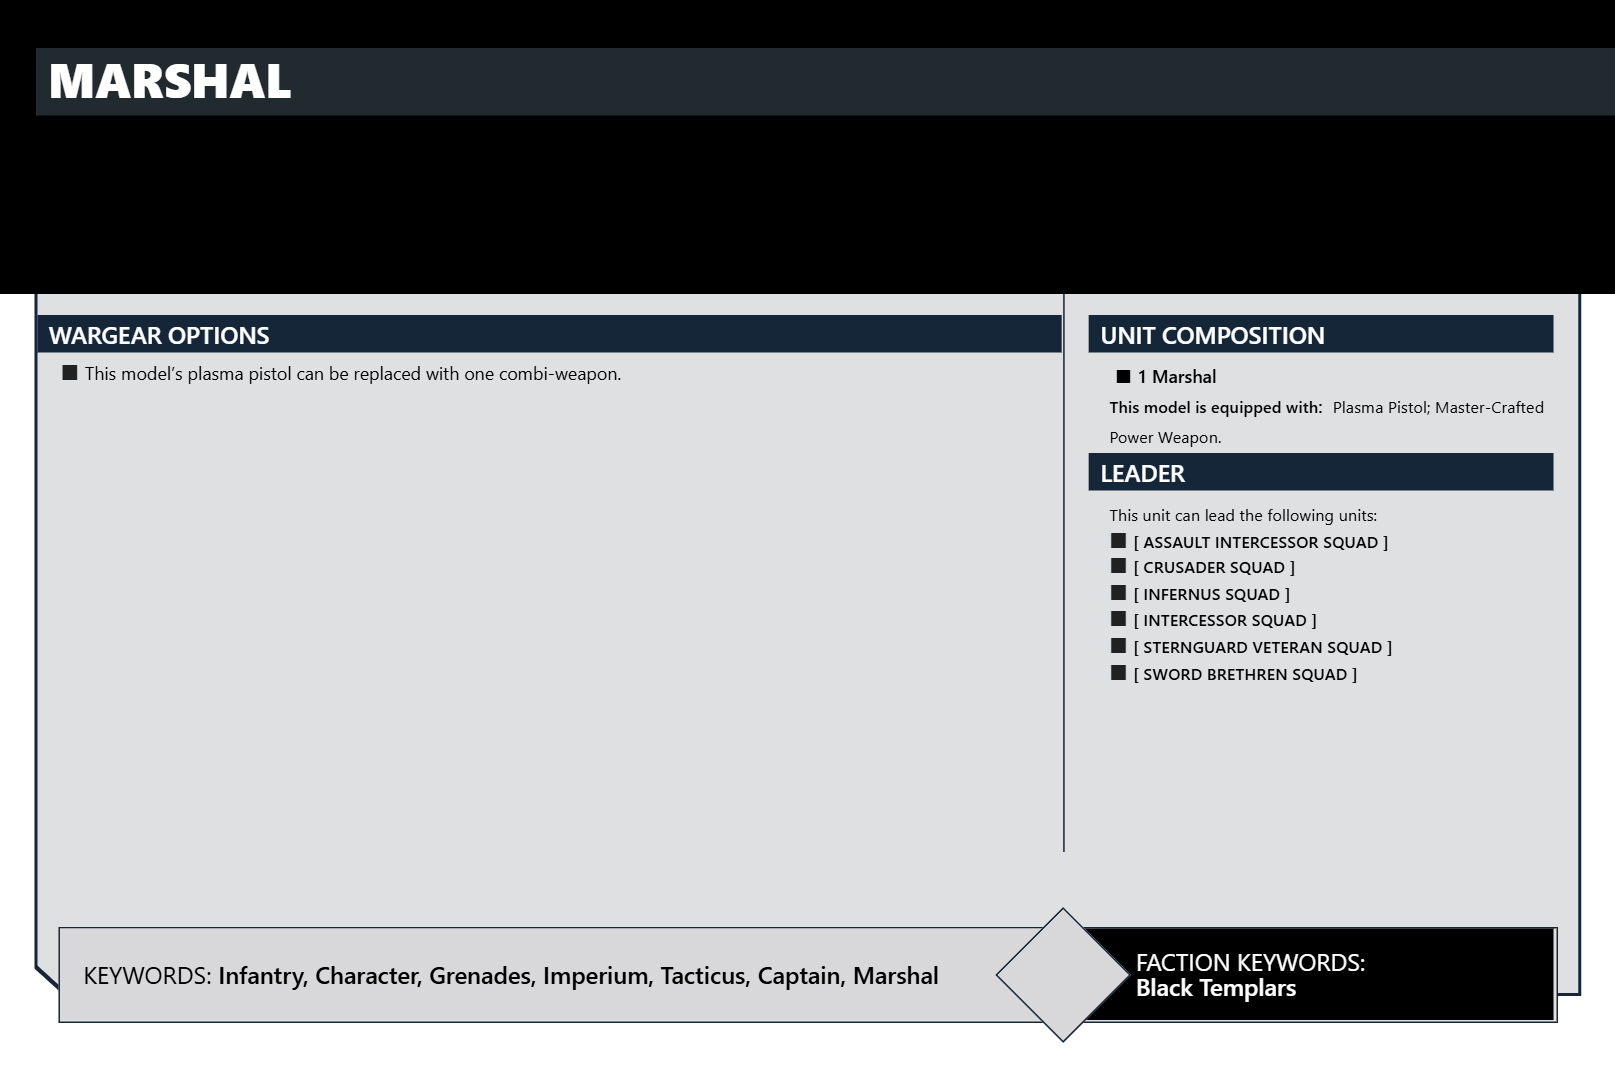 MARSHAL
WARGEAR OPTIONS
■ This model’s plasma pistol can be replaced with one combi-weapon.
UNIT COMPOSITION
■ 1 Marshal
This model is equipped with: Plasma Pistol; Master-Crafted
Power Weapon.
LEADER
This unit can lead the following units:
■ [ ASSAULT INTERCESSOR SQUAD ]
■ [ CRUSADER SQUAD ]
■ [ INFERNUS SQUAD ]
■ [ INTERCESSOR SQUAD ]
■ [ STERNGUARD VETERAN SQUAD ]
■ [ SWORD BRETHREN SQUAD ]
KEYWORDS: Infantry, Character, Grenades, Imperium, Tacticus, Captain, Marshal
FACTION KEYWORDS:
Black Templars